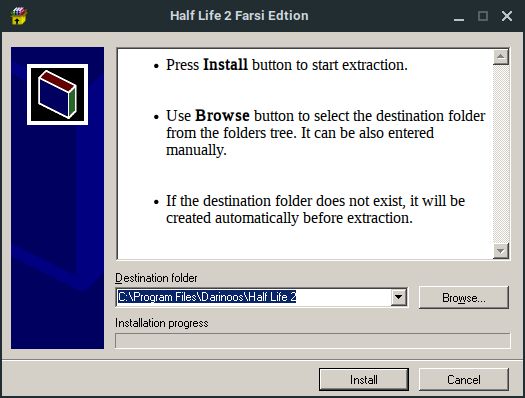 Half Life 2 Farsi Edtion
• Press Install button to start extraction.
• Use Browse button to select the destination folder
from the folders tree. It can be also entered
manually.
• If the destination folder does not exist, it will be
created automatically before extraction.
Destination folder
C:\Program Files\Darinoos\Half Life 2
Browse...
Installation progress
Install
Cancel